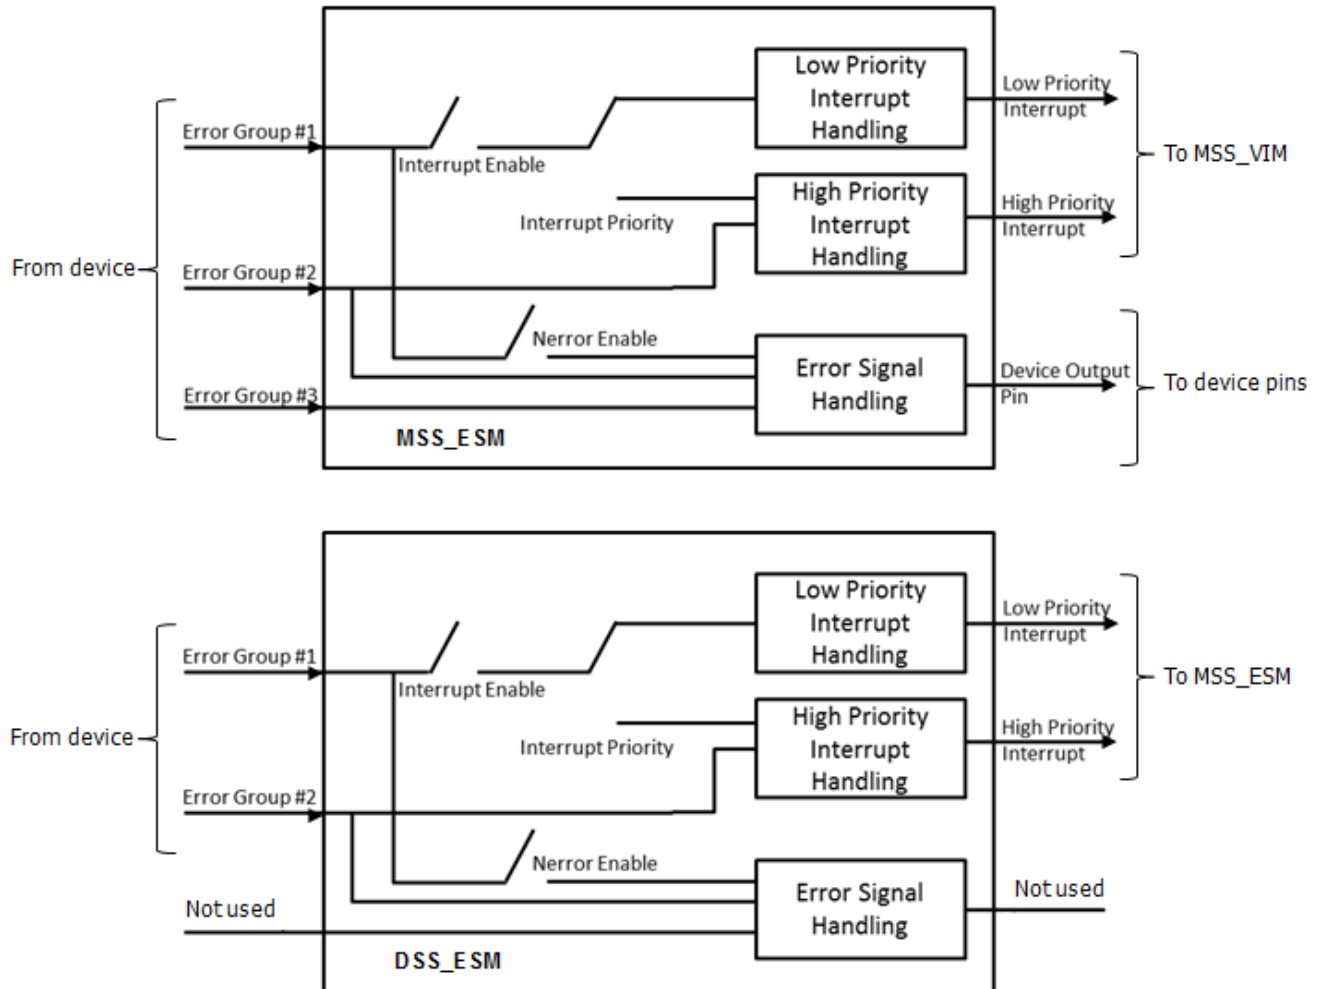 Low Priority
Interrupt
Handling
Low Priority
Interrupt
Error Group #1
Interrupt Enable
To MSS_VIM
High Priority
Interrupt
Handling
High Priority
Interrupt
Interrupt Priority
From device
Error Group #2
Nerror Enable
Error Signal
Handling
Device Output
Pin
To device pins
Error Group #3
MSS_ESM
Low Priority
Interrupt
Handling
Low Priority
Interrupt
Error Group #1
Interrupt Enable
To MSS_ESM
High Priority
Interrupt
Handling
High Priority
Interrupt
Interrupt Priority
From device
Error Group #2
Nerror Enable
Error Signal
Handling
Not used
Not used
DSS_ESM